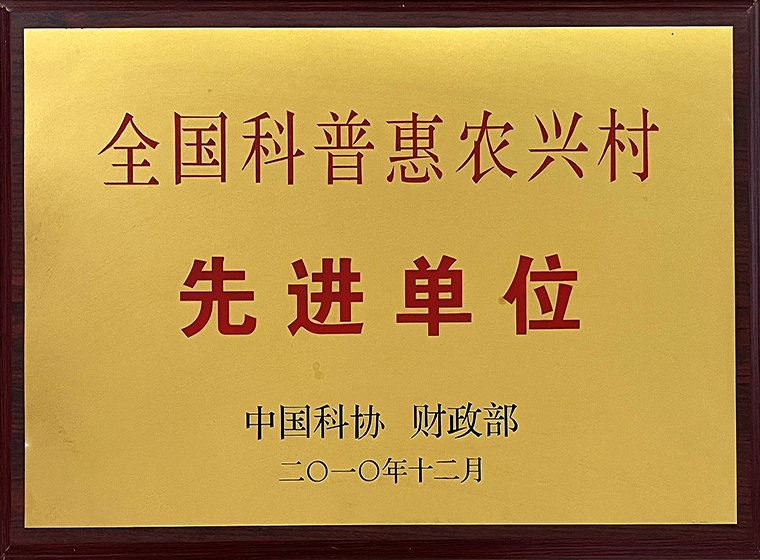 全国科普惠农兴村
先进单位
中国科协 财政部
二〇一〇年十二月